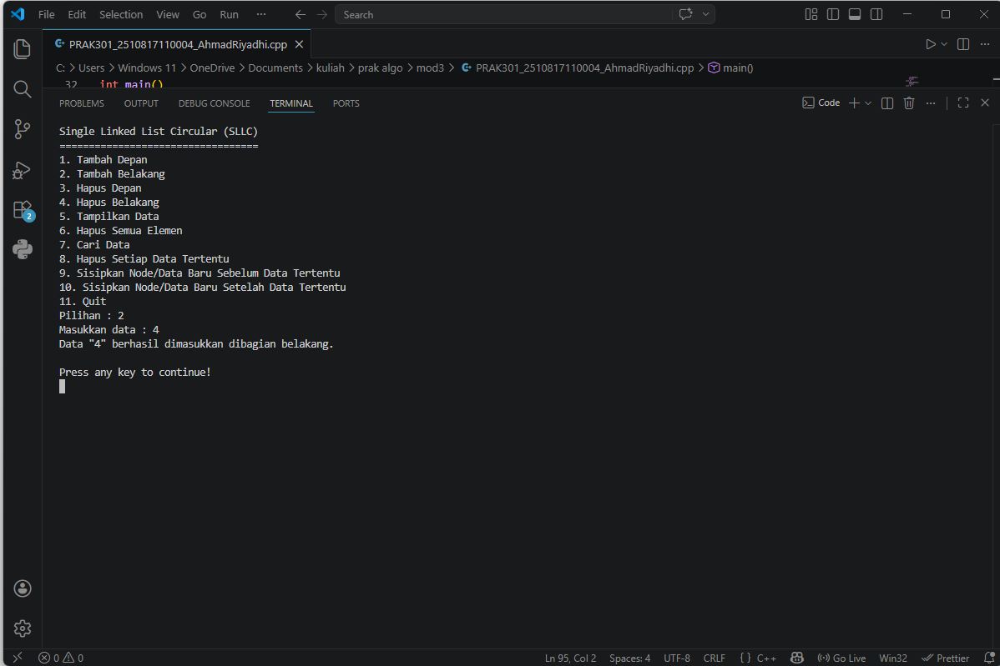 File Edit Selection View Go Run ··· Search
PRAK301_2510817110004_AhmadRiyadhi.cpp
C: > Users > Windows 11 > OneDrive > Documents > kuliah > prak algo > mod3 > PRAK301_2510817110004_AhmadRiyadhi.cpp > main()
32 int main()
PROBLEMS OUTPUT DEBUG CONSOLE TERMINAL PORTS Code
Single Linked List Circular (SLLC)
==================================
1. Tambah Depan
2. Tambah Belakang
3. Hapus Depan
4. Hapus Belakang
5. Tampilkan Data
6. Hapus Semua Elemen
7. Cari Data
8. Hapus Setiap Data Tertentu
9. Sisipkan Node/Data Baru Sebelum Data Tertentu
10. Sisipkan Node/Data Baru Setelah Data Tertentu
11. Quit
Pilihan : 2
Masukkan data : 4
Data "4" berhasil dimasukkan dibagian belakang.
Press any key to continue!
2
0 0 Ln 95, Col 2 Spaces: 4 UTF-8 CRLF { } C++ Go Live Win32 Prettier